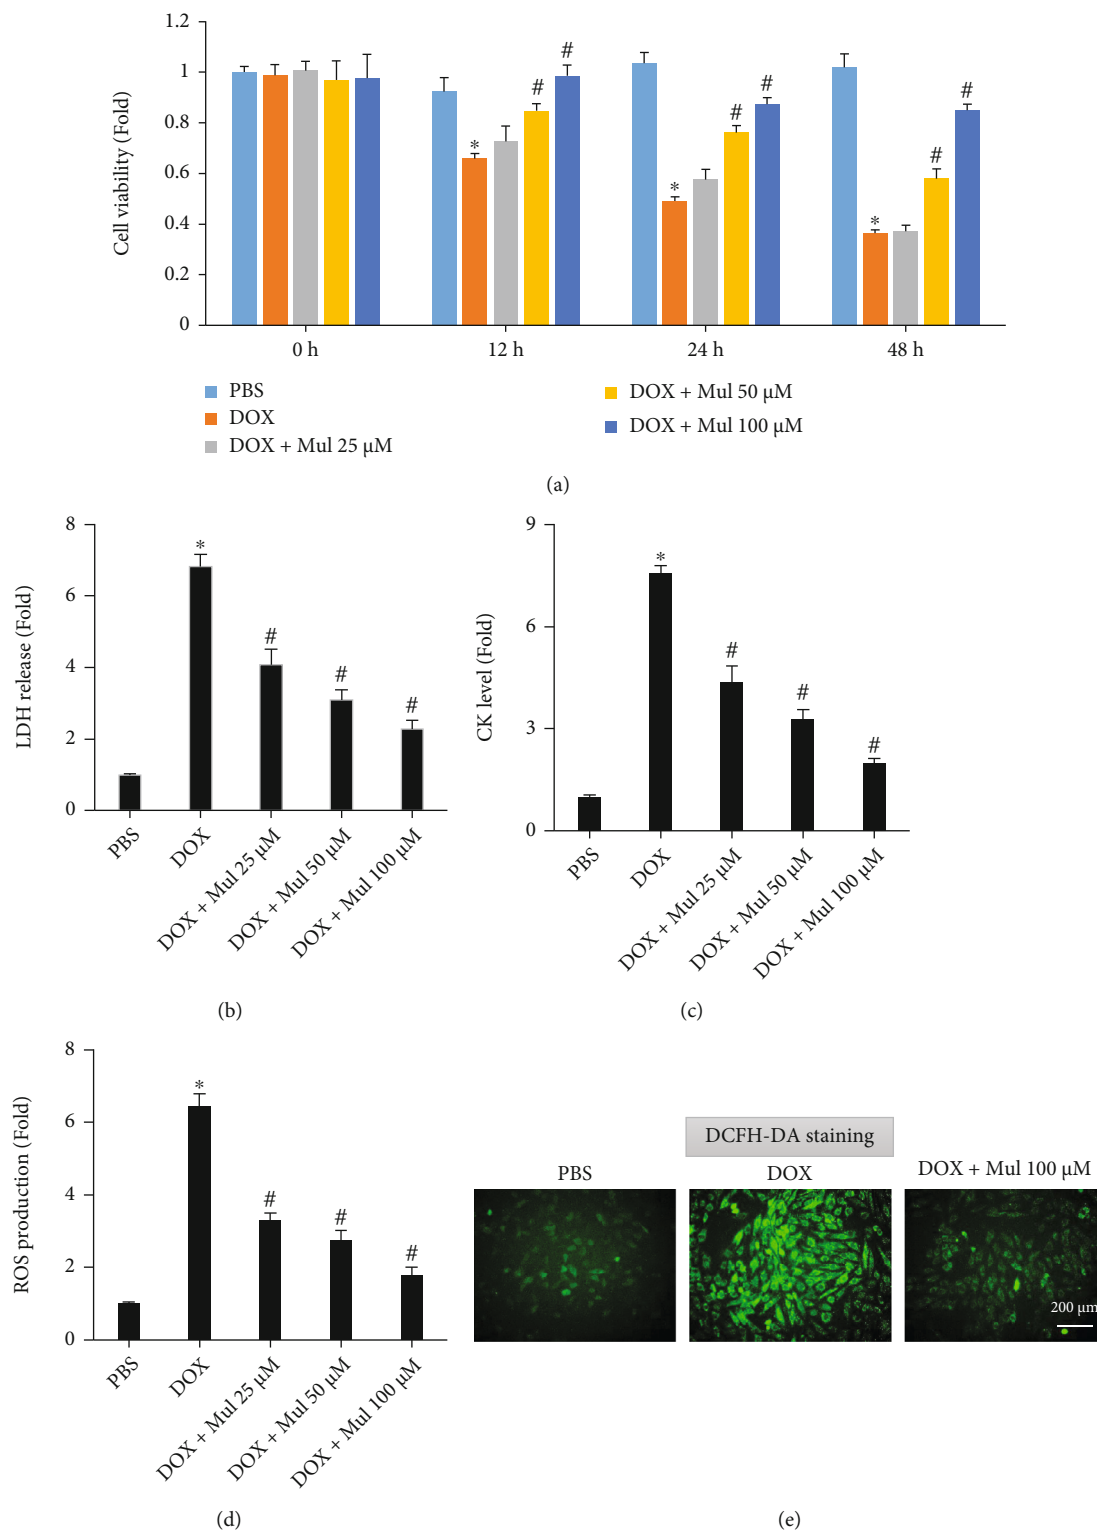 1.2
1
0.8
0.6
0.4
0.2
0
Cell viability (Fold)
*
#
#
*
#
#
*
#
#
0 h
12 h
24 h
48 h
PBS
DOX
DOX + Mul 25 μM
DOX + Mul 50 μM
DOX + Mul 100 μM
(a)
8
6
4
2
0
LDH release (Fold)
*
#
#
#
PBS
DOX
DOX + Mul 25 μM
DOX + Mul 50 μM
DOX + Mul 100 μM
(b)
9
6
3
0
CK level (Fold)
*
#
#
#
PBS
DOX
DOX + Mul 25 μM
DOX + Mul 50 μM
DOX + Mul 100 μM
(c)
8
6
4
2
0
ROS production (Fold)
*
#
#
#
PBS
DOX
DOX + Mul 25 μM
DOX + Mul 50 μM
DOX + Mul 100 μM
(d)
DCFH-DA staining
PBS
DOX
DOX + Mul 100 μM
200 μm
(e)